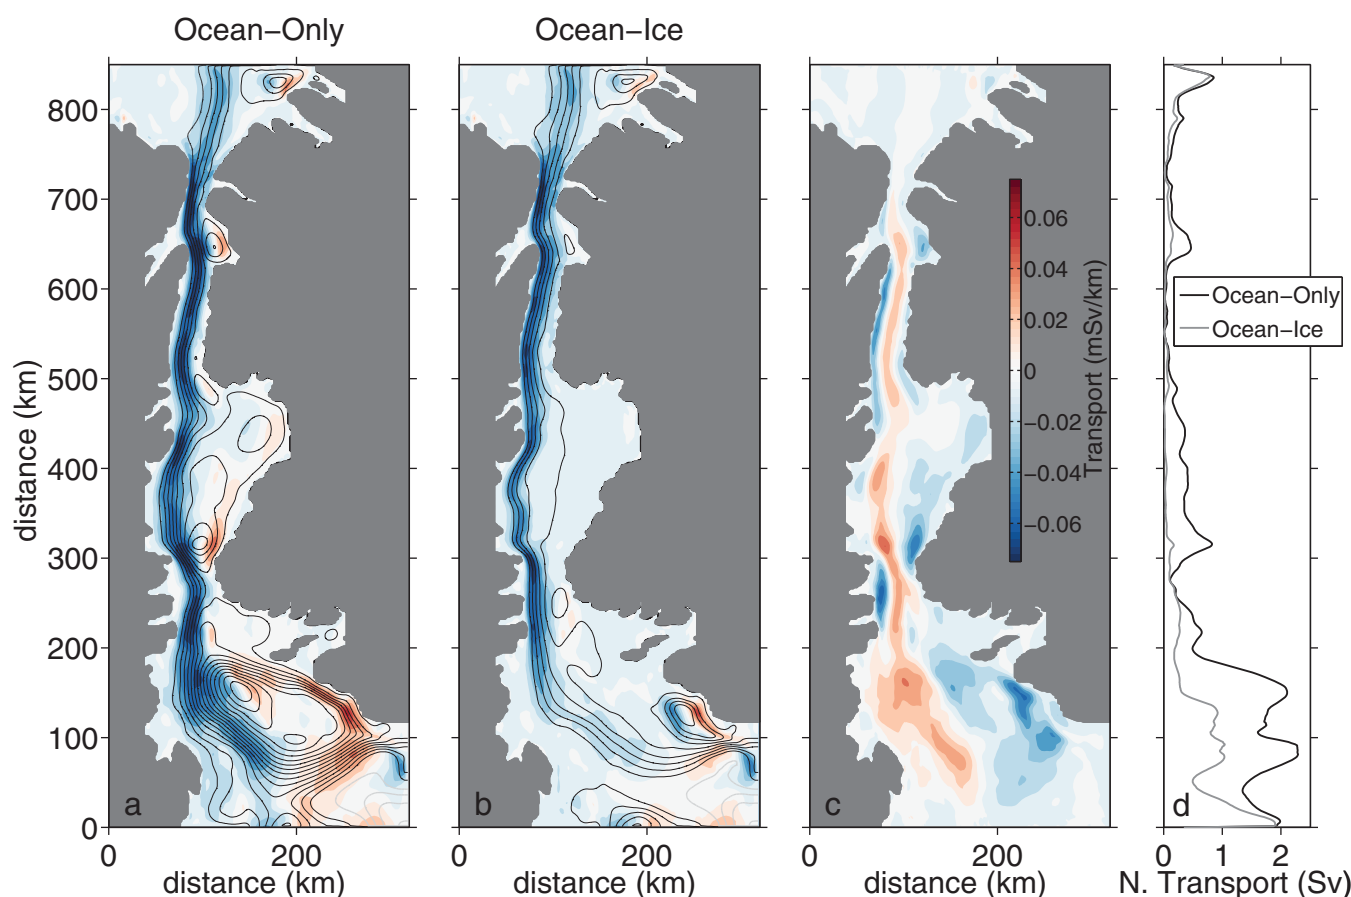 Ocean−Only
Ocean−Ice
800
700
600
500
400
300
200
100
0
distance (km)
a
0
200
distance (km)
b
0
200
distance (km)
0.06
0.04
0.02
0
−0.02
−0.04
−0.06
Transport (mSv/km)
c
0
200
distance (km)
Ocean−Only
Ocean−Ice
d
0
1
2
N. Transport (Sv)